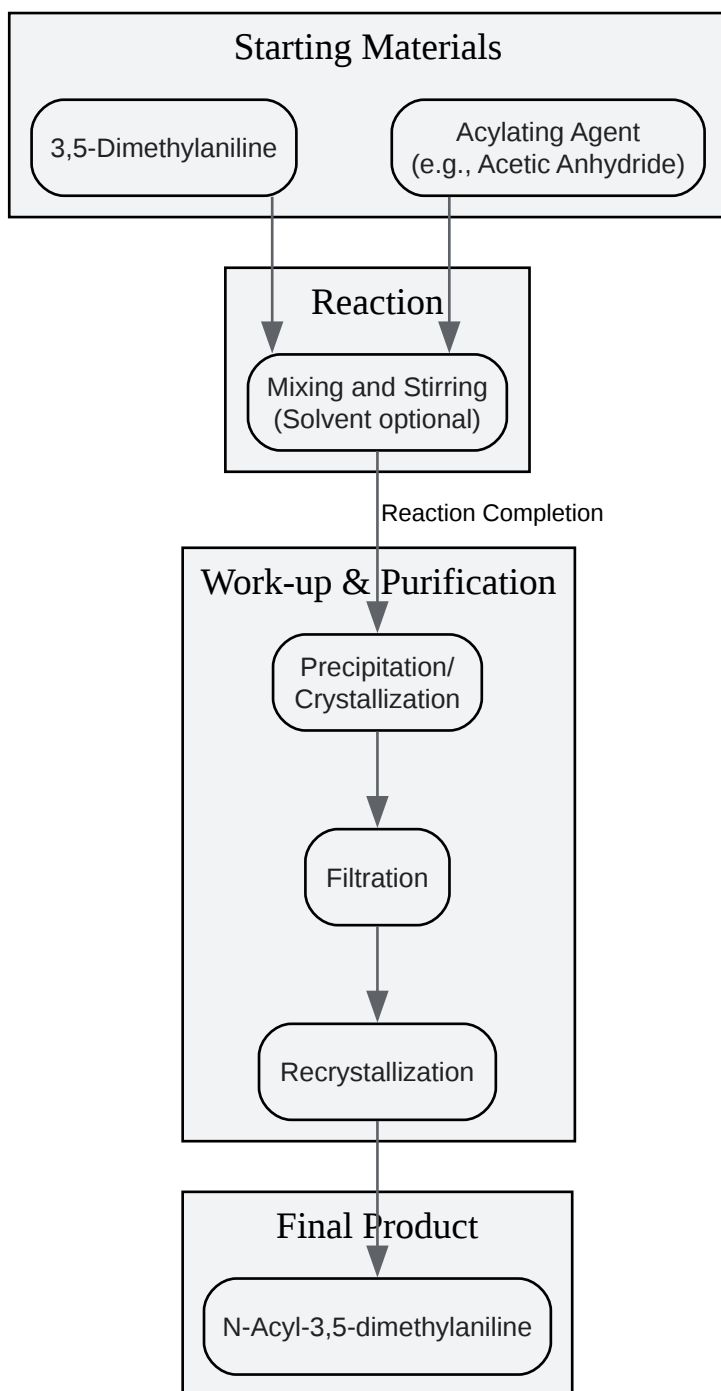 Starting Materials
3,5-Dimethylaniline
Acylating Agent
(e.g., Acetic Anhydride)
Reaction
Mixing and Stirring
(Solvent optional)
Reaction Completion
Work-up & Purification
Precipitation/
Crystallization
Filtration
Recrystallization
Final Product
N-Acyl-3,5-dimethylaniline